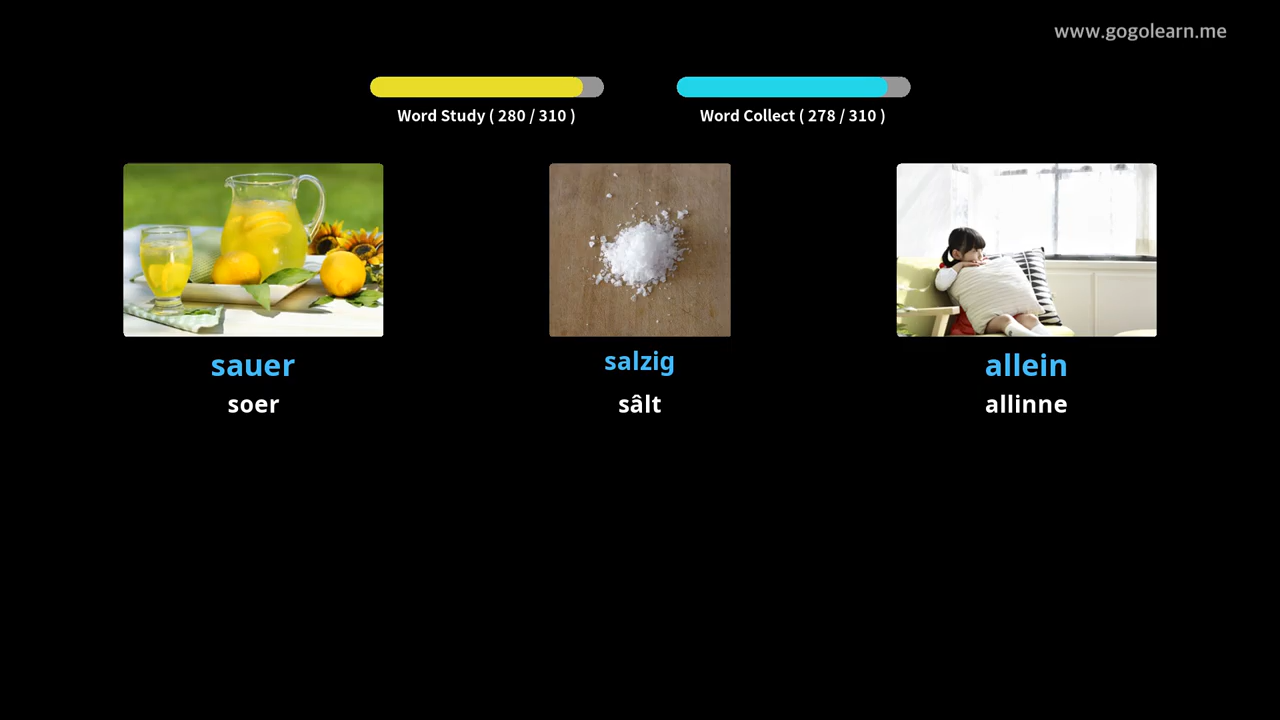 www.gogolearn.me
Word Study ( 280 / 310 )
Word Collect ( 278 / 310 )
sauer
soer
salzig
sâlt
allein
allinne